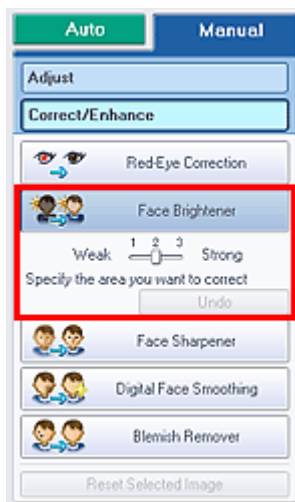 Auto Manual
Adjust
Correct/Enhance
Red-Eye Correction
Face Brightener
1 2 3
Weak Strong
Specify the area you want to correct
Undo
Face Sharpener
Digital Face Smoothing
Blemish Remover
Reset Selected Image